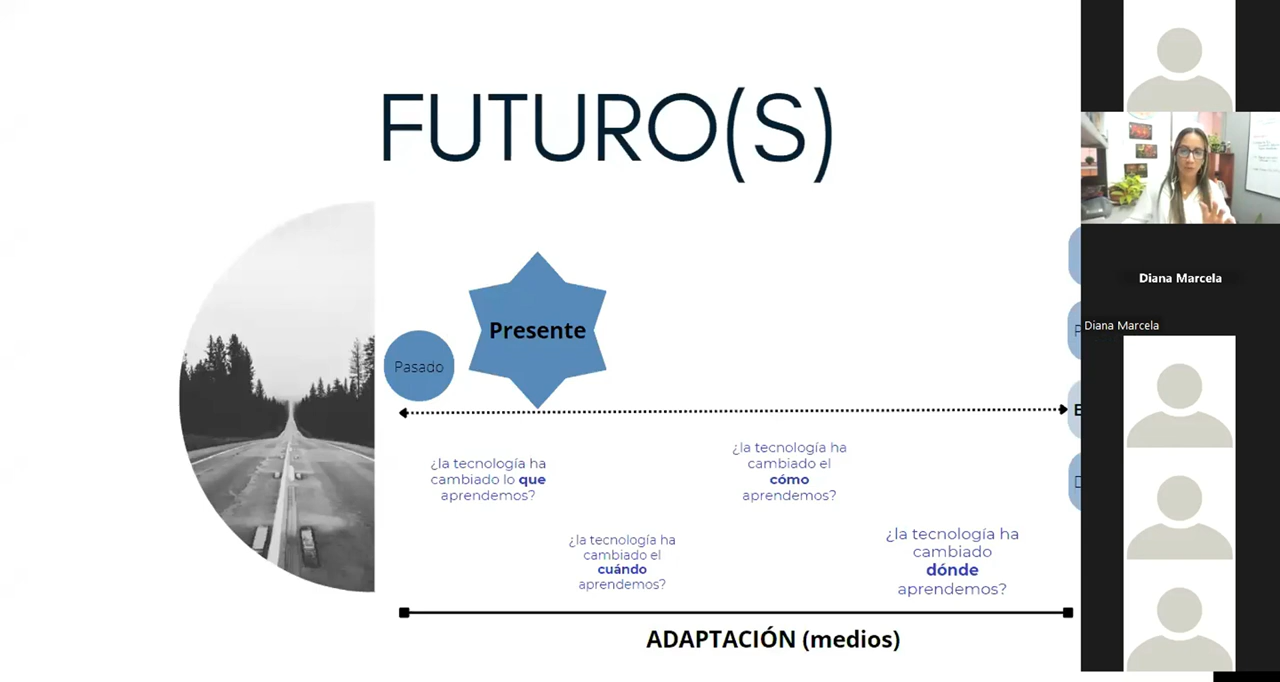 FUTURO(S)
Presente
Pasado
¿la tecnología ha
cambiado lo que
aprendemos?
¿la tecnología ha
cambiado el
cómo
aprendemos?
¿la tecnología ha
cambiado el
cuándo
aprendemos?
¿la tecnología ha
cambiado
dónde
aprendemos?
ADAPTACIÓN (medios)
Diana Marcela
Diana Marcela